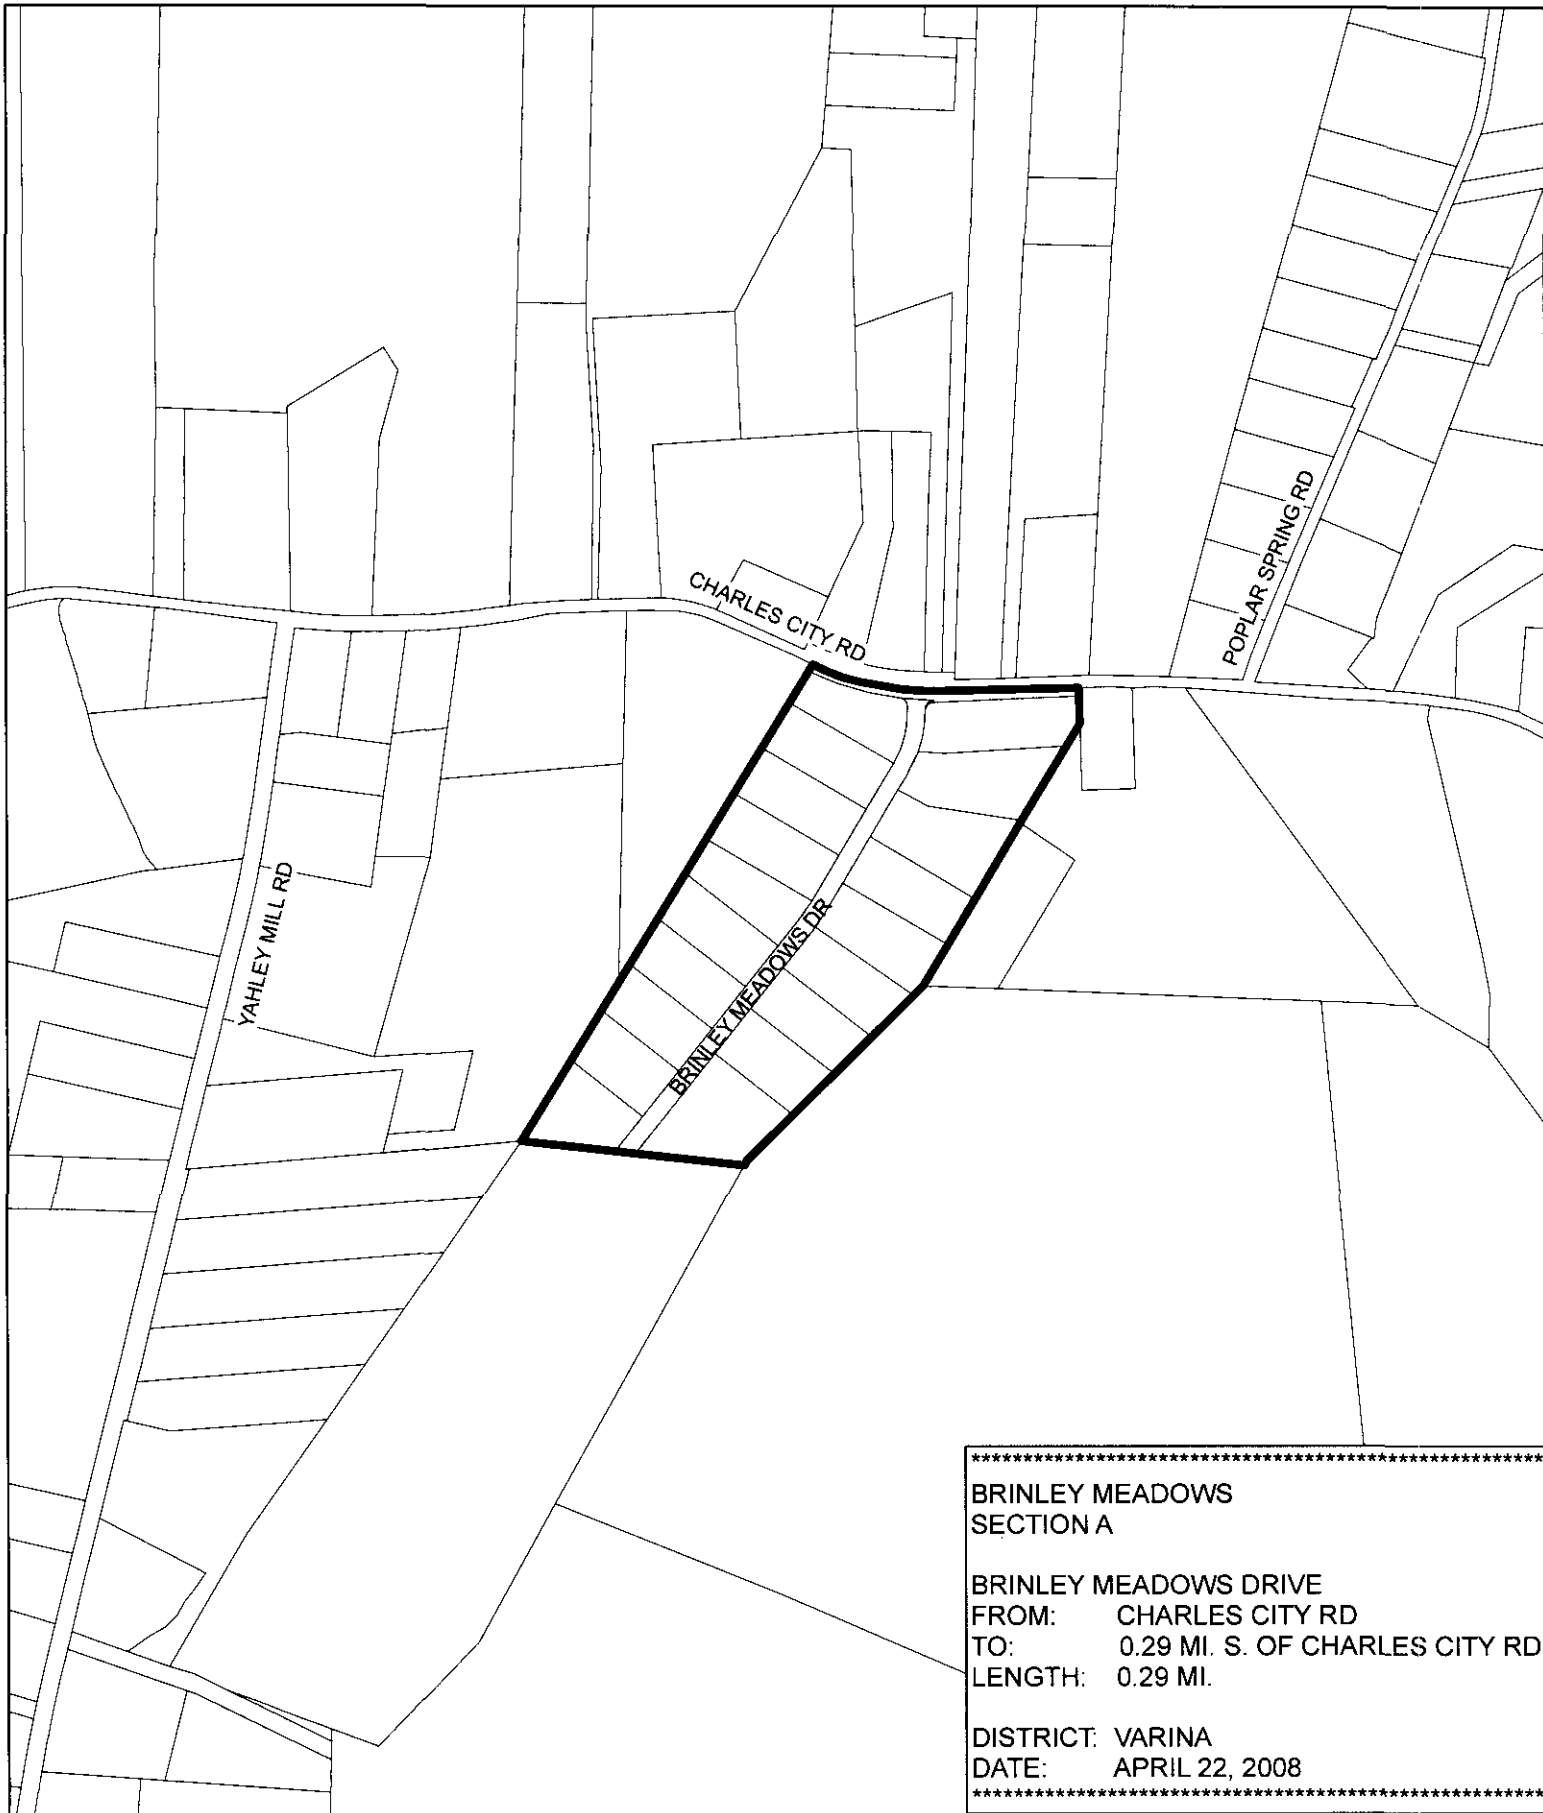 POPLAR SPRING RD
CHARLES CITY RD
YAHLEY MILL RD
BRINLEY MEADOWS DR
********************************************************
BRINLEY MEADOWS
SECTION A
BRINLEY MEADOWS DRIVE
FROM: CHARLES CITY RD
TO: 0.29 MI. S. OF CHARLES CITY RD
LENGTH: 0.29 MI.
DISTRICT: VARINA
DATE: APRIL 22, 2008
********************************************************